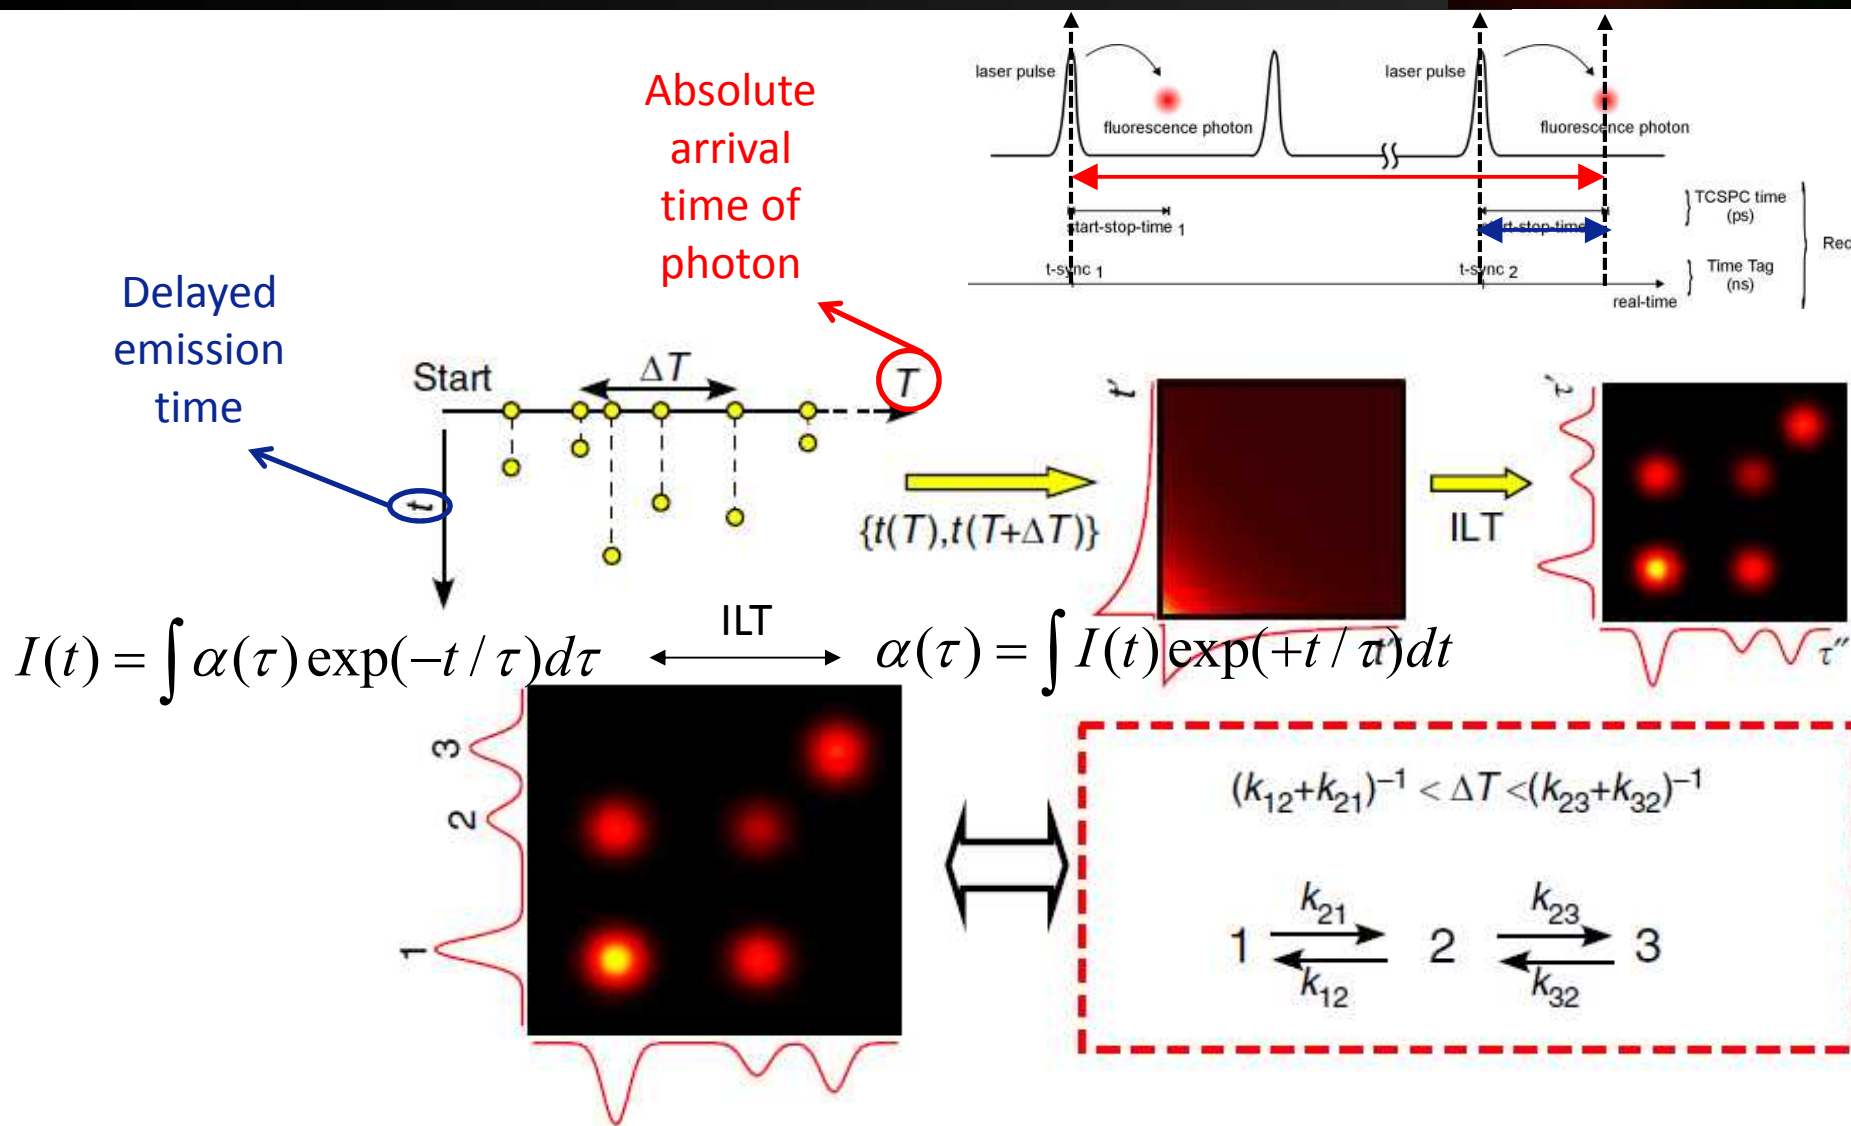 laser pulse
fluorescence photon
laser pulse
fluorescence photon
start-stop-time 1
t-sync 1
t-sync 2
real-time
TCSPC time
(ps)
Time Tag
(ns)
Absolute
arrival
time of
photon
Delayed
emission
time
Start
ΔT
T
t
{t(T),t(T+ΔT)}
t'
ILT
τ'
τ''
I(t) = ∫ α(τ) exp(−t / τ)dτ
ILT
α(τ) = ∫ I(t) exp(+t / τ)dt
3
2
1
(k12+k21)−1 < ΔT <(k23+k32)−1
k21
k23
1
2
3
k12
k32